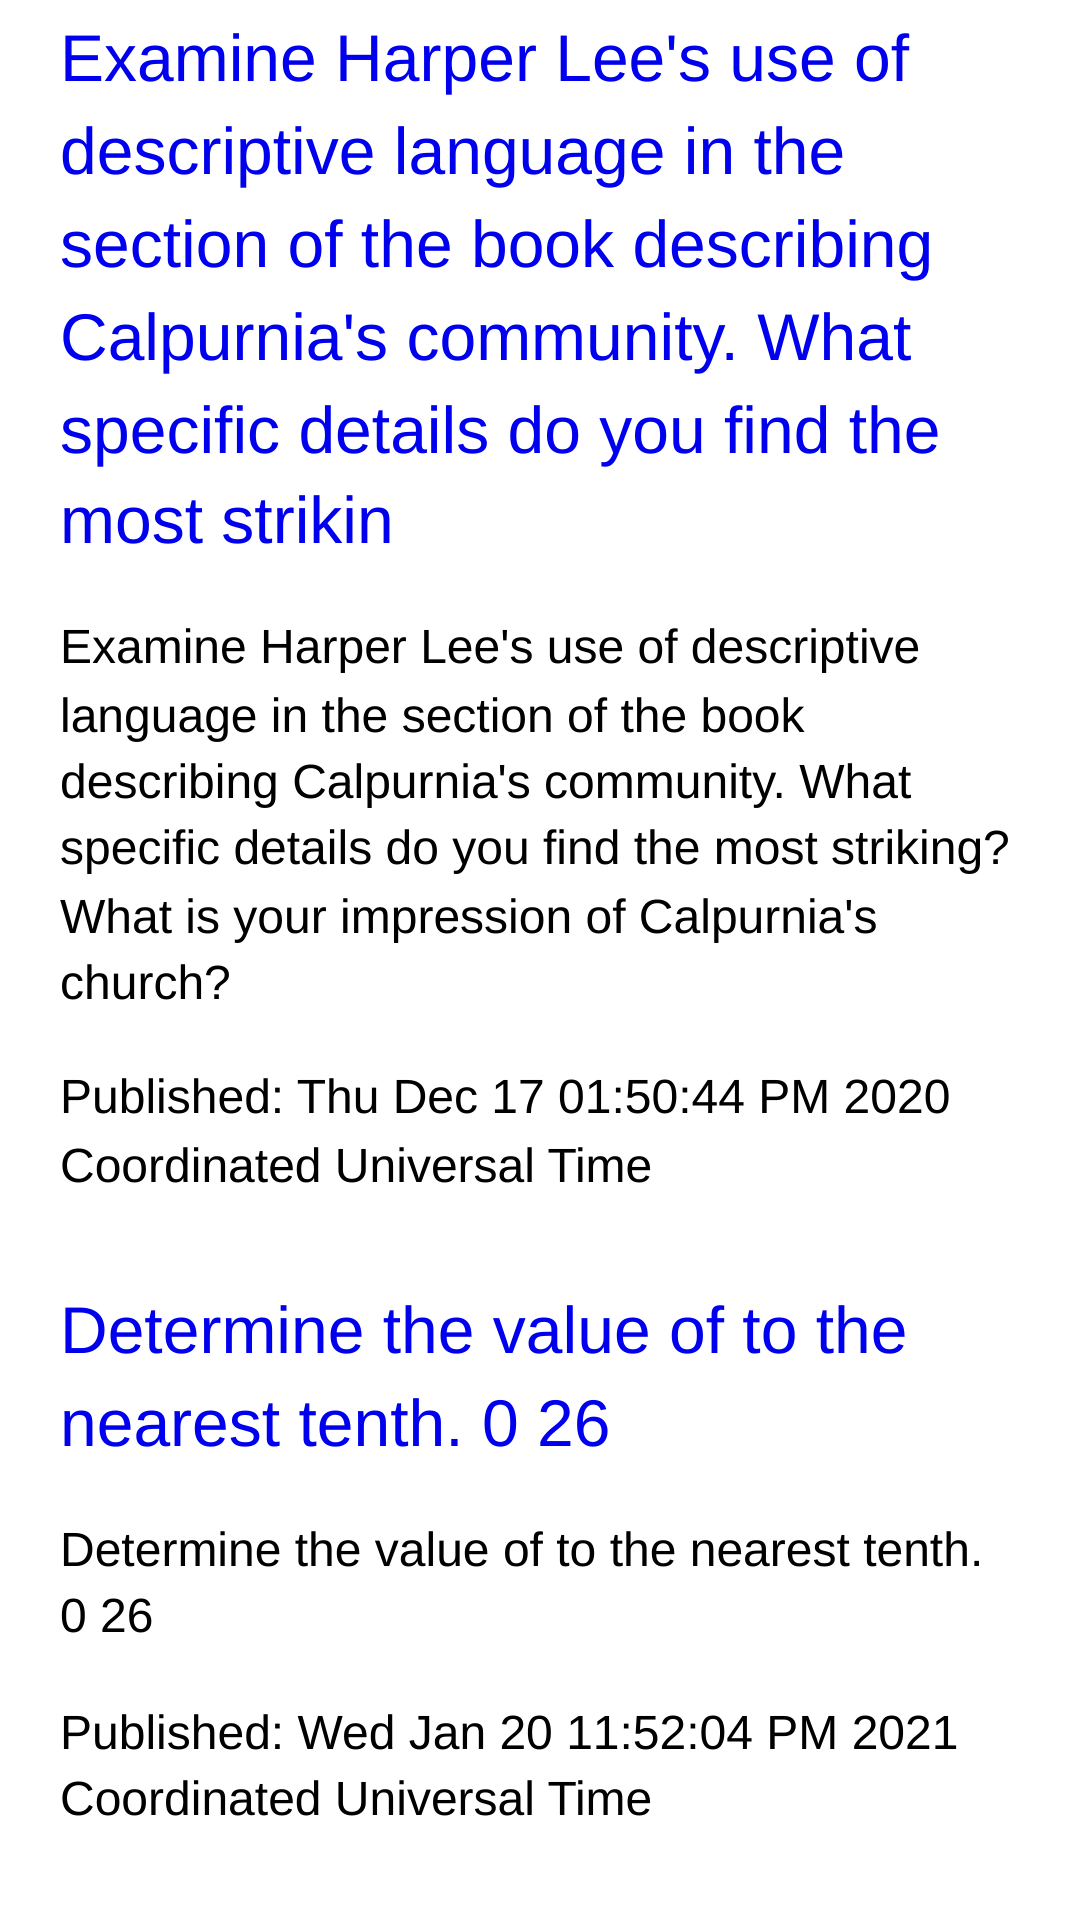 Examine Harper Lee's use of
descriptive language in the
section of the book describing
Calpurnia's community. What
specific details do you find the
most strikin
Examine Harper Lee's use of descriptive
language in the section of the book
describing Calpurnia's community. What
specific details do you find the most striking?
What is your impression of Calpurnia's
church?
Published: Thu Dec 17 01:50:44 PM 2020
Coordinated Universal Time
Determine the value of to the
nearest tenth. 0 26
Determine the value of to the nearest tenth.
0 26
Published: Wed Jan 20 11:52:04 PM 2021
Coordinated Universal Time